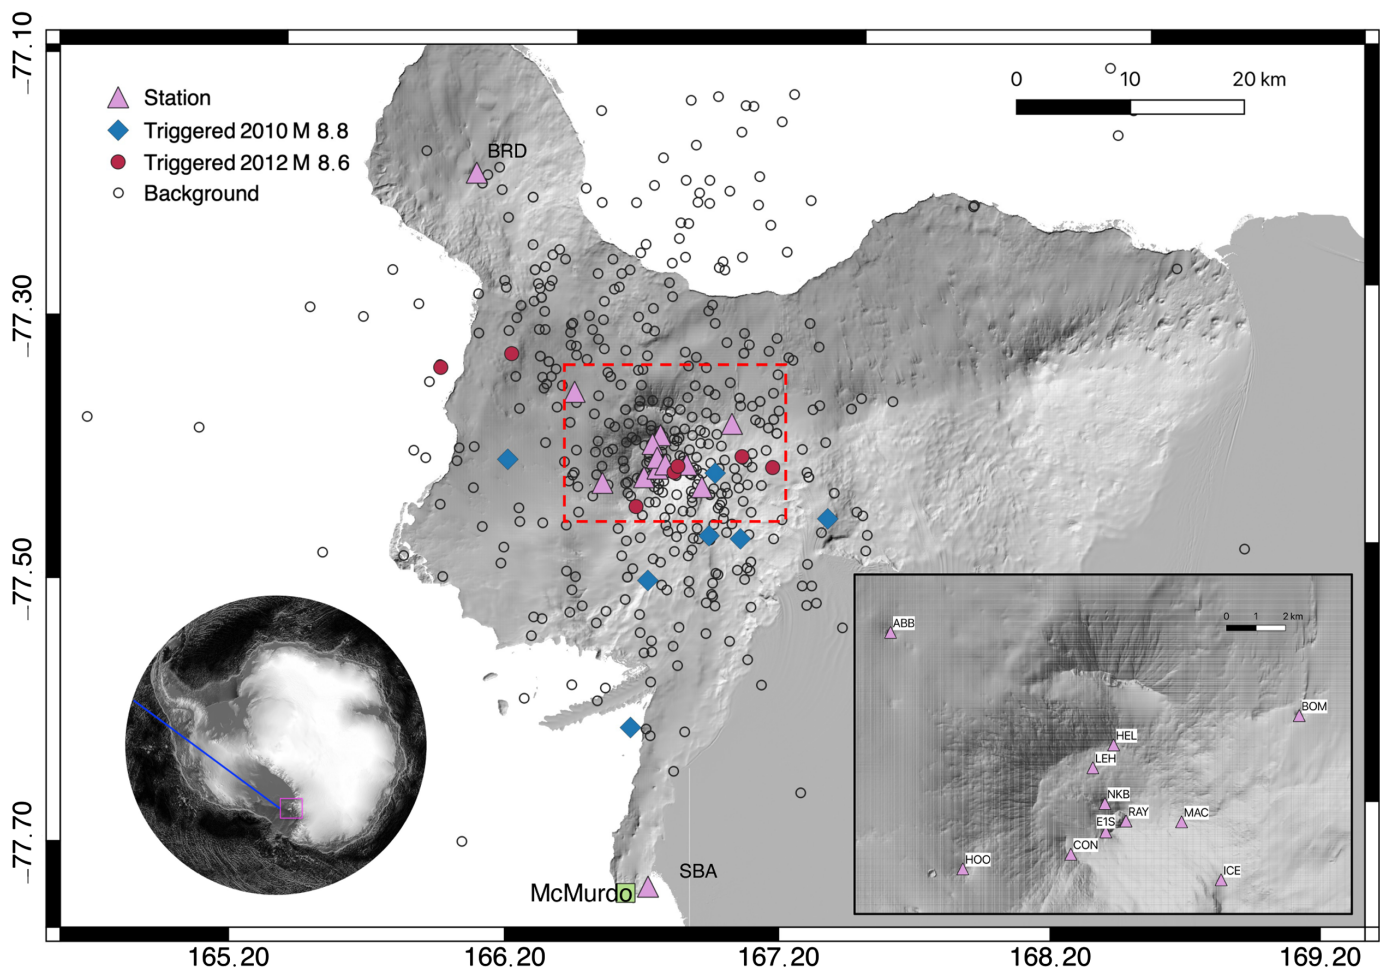 −77.10
−77.30
−77.50
−77.70
Station
Triggered 2010 M 8.8
Triggered 2012 M 8.6
Background
0 10 20 km
BRD
SBA
McMurdo
0 1 2 km
ABB
BOM
HEL
LEH
NKB
RAY
MAC
E1S
CON
HOO
ICE
165.20 166.20 167.20 168.20 169.20